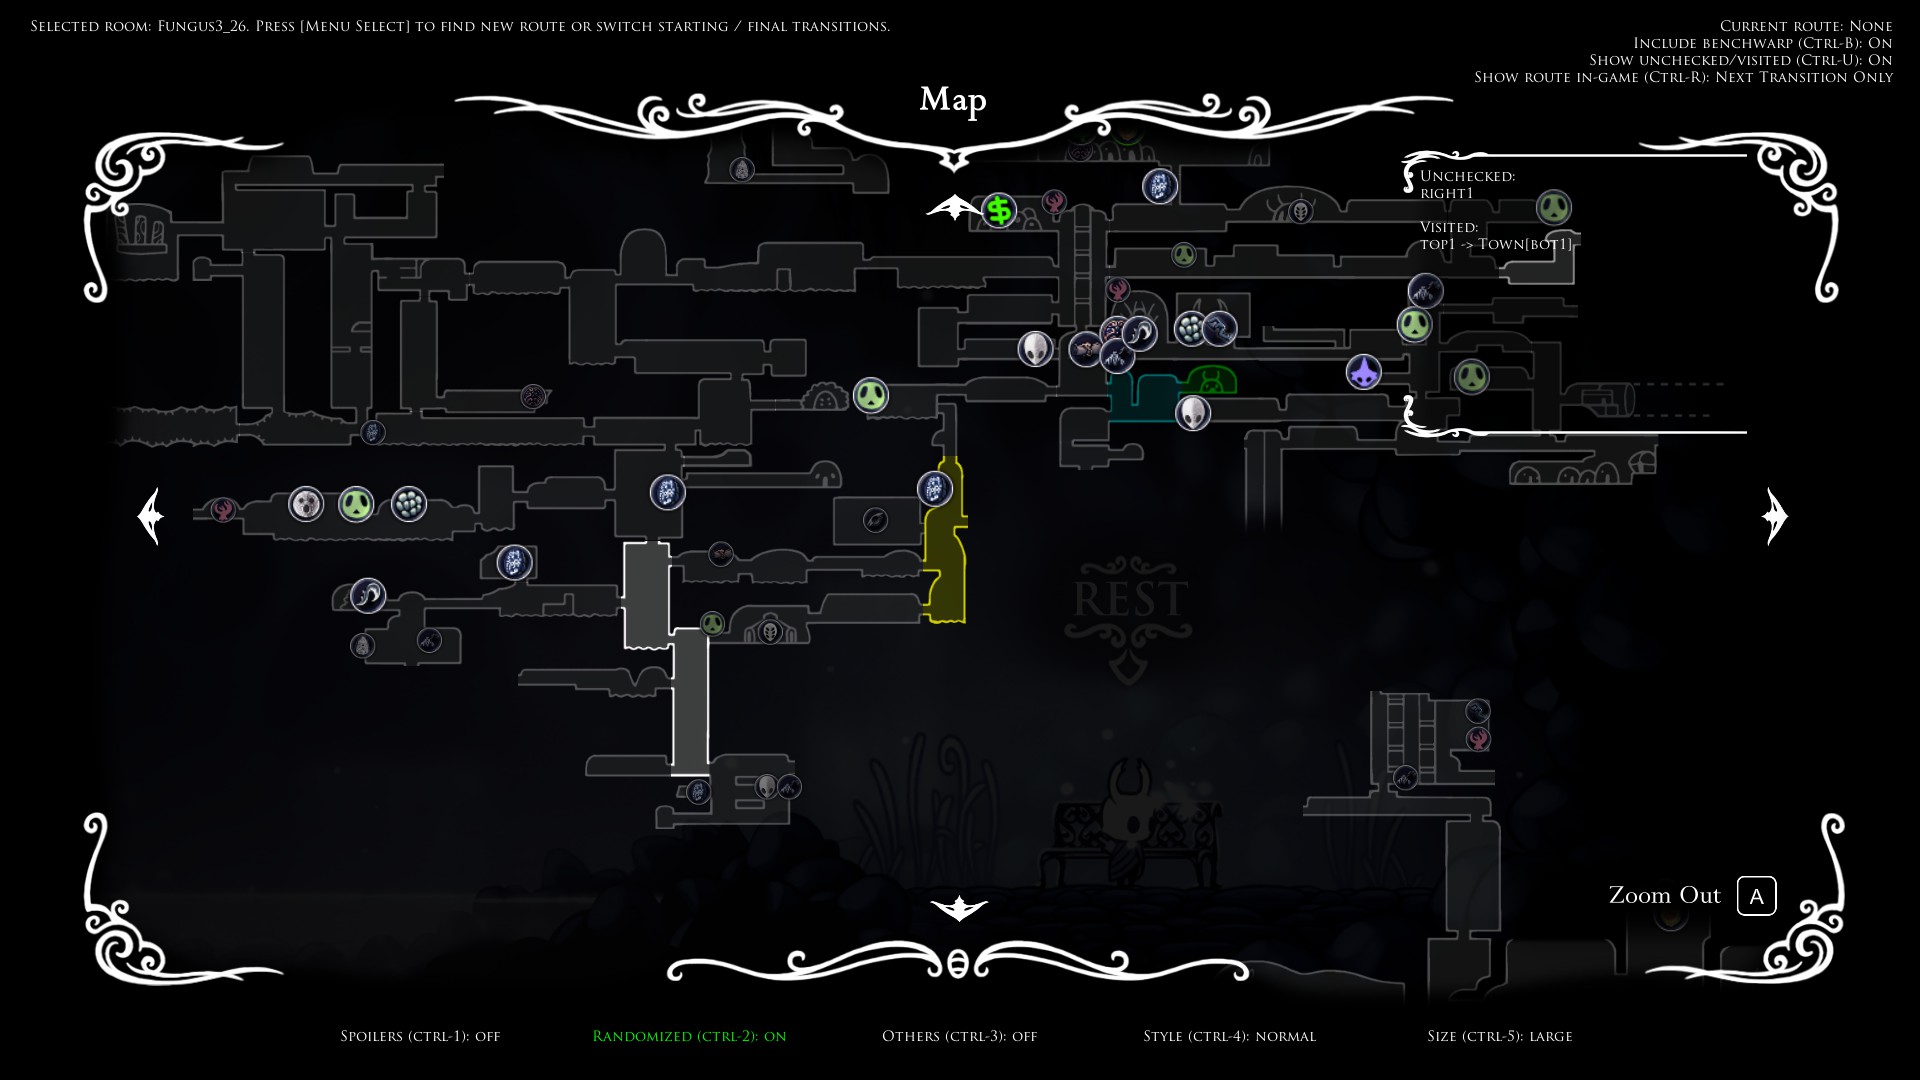 Selected room: Fungus3_26. Press [Menu Select] to find new route or switch starting / final transitions.
Current route: None
Include benchwarp (Ctrl-B): On
Show unchecked/visited (Ctrl-U): On
Show route in-game (Ctrl-R): Next Transition Only
Map
Unchecked:
right1
Visited:
top1 -> Town[bot1]
$
REST
Zoom Out A
Spoilers (ctrl-1): off
Randomized (ctrl-2): on
Others (ctrl-3): off
Style (ctrl-4): normal
Size (ctrl-5): large